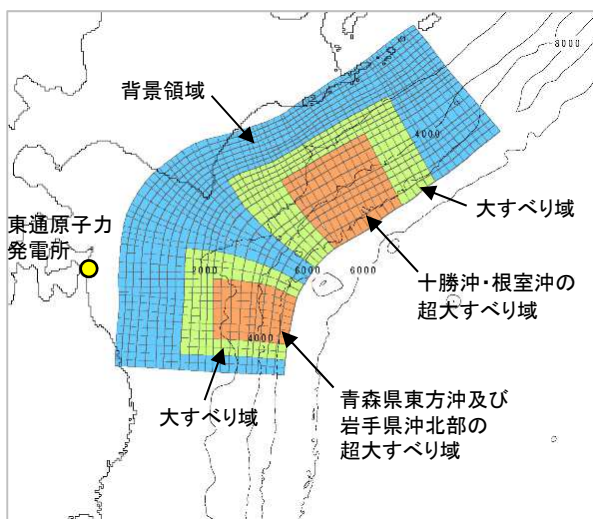 8000
背景領域
4000
大すべり域
東通原子力
発電所
2000
6000
6000
十勝沖・根室沖の
超大すべり域
4000
大すべり域
青森県東方沖及び
岩手県沖北部の
超大すべり域